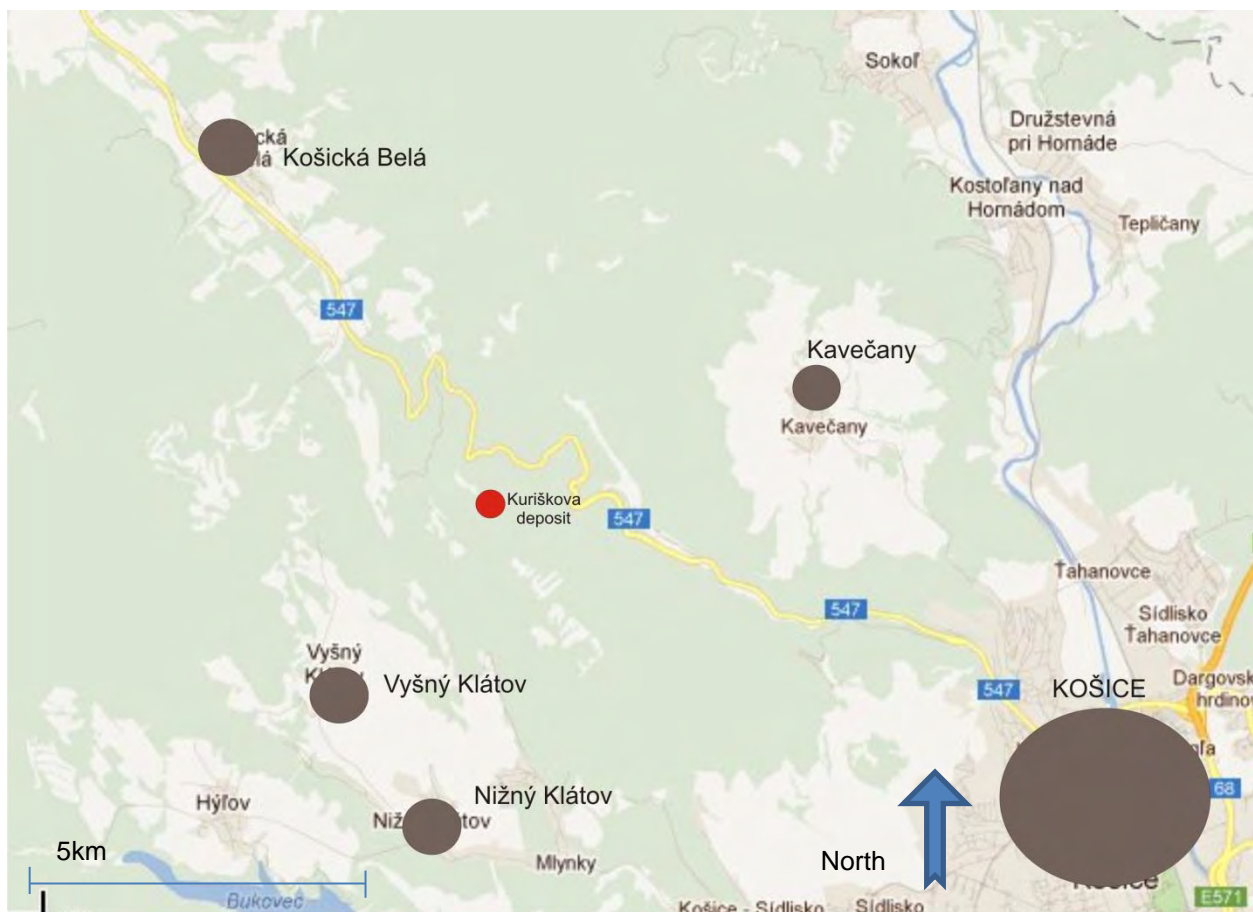 Sokoľ
Družstevná
pri Hornáde
Košická Belá
Kostoľany nad
Hornádom
Tepličany
547
Kavečany
Kavečany
Kuriškova
deposit
547
Ťahanovce
547
Sídlisko
Ťahanovce
Vyšný
Vyšný Klátov
547
KOŠICE
Dargovsk
hrdinov
Nižný Klátov
Hýľov
68
Mlynky
5km
North
Bukovec
Košice - Sídlisko
Sídlisko
Košice
E571